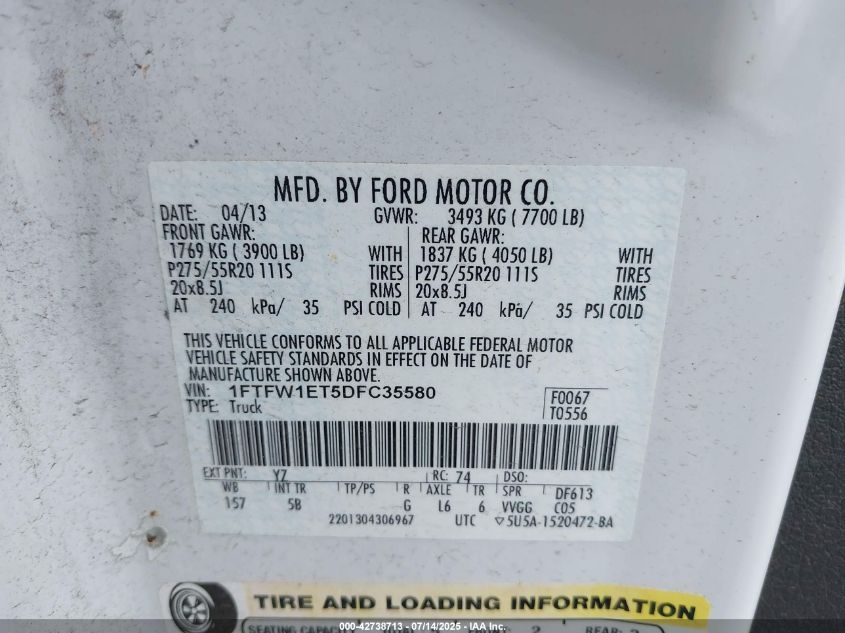 MFD. BY FORD MOTOR CO.
DATE: 04/13 GVWR: 3493 KG ( 7700 LB)
FRONT GAWR: REAR GAWR:
1769 KG ( 3900 LB) WITH 1837 KG ( 4050 LB) WITH
P275/55R20 111S TIRES P275/55R20 111S TIRES
20x8.5J RIMS 20x8.5J RIMS
AT 240 kPa/ 35 PSI COLD AT 240 kPa/ 35 PSI COLD
THIS VEHICLE CONFORMS TO ALL APPLICABLE FEDERAL MOTOR
VEHICLE SAFETY STANDARDS IN EFFECT ON THE DATE OF
MANUFACTURE SHOWN ABOVE.
VIN: 1FTFW1ET5DFC35580 F0067
TYPE: Truck T0556
EXT PNT: YZ RC: 74 DSO:
WB INT TR TP/PS R AXLE TR SPR DF613
157 5B G L6 6 VVGG C05
2201304306967 UTC ▽5U5A-1520472-BA
TIRE AND LOADING INFORMATION
SEATING CAPACITY 2 REAR:
000-42738713 - 07/14/2025 - IAA Inc.